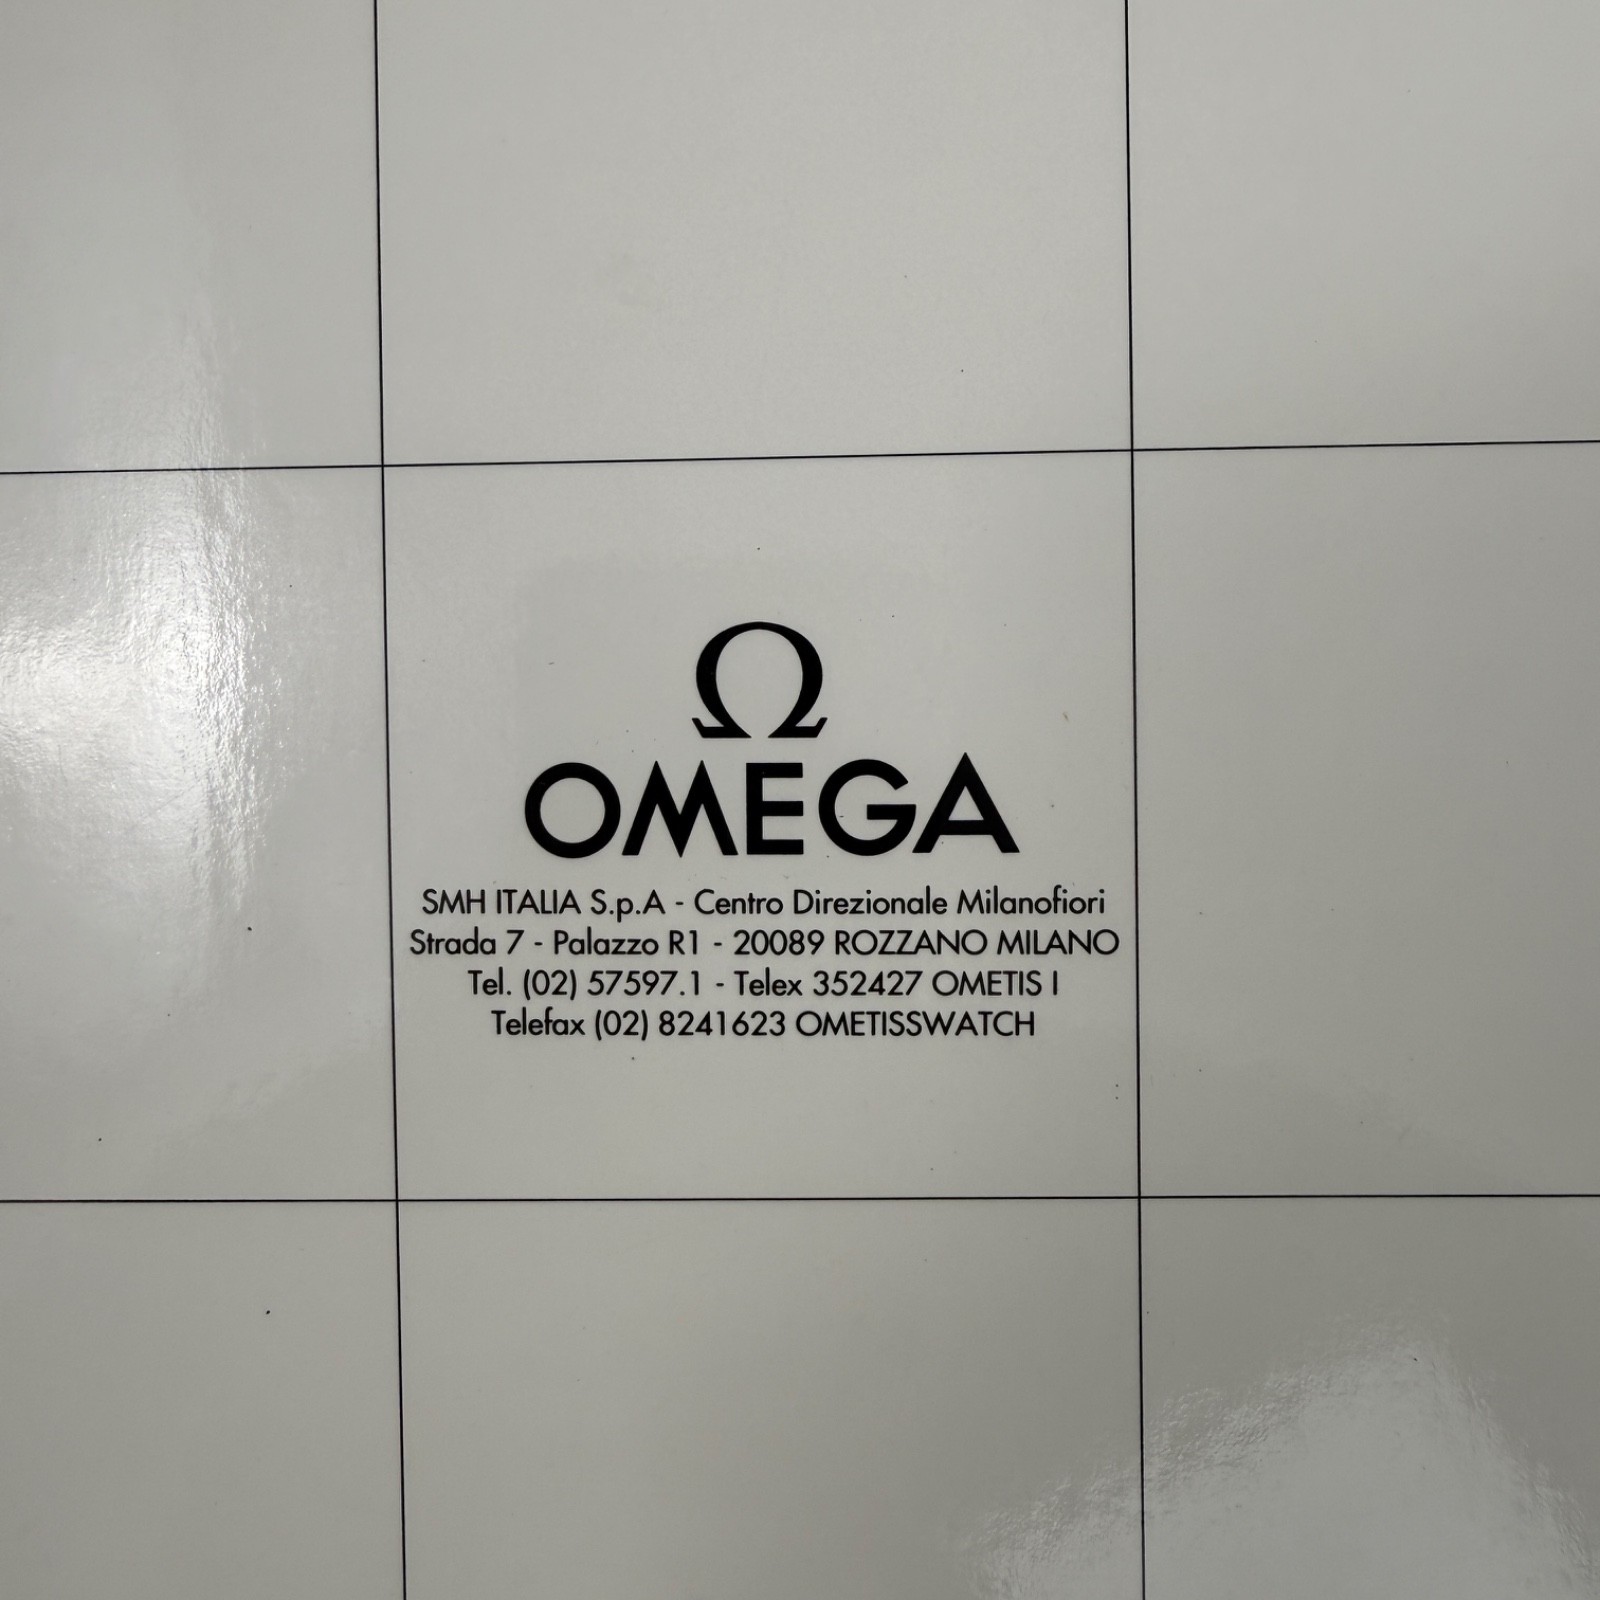 Ω
OMEGA
SMH ITALIA S.p.A - Centro Direzionale Milanofiori
Strada 7 - Palazzo R1 - 20089 ROZZANO MILANO
Tel. (02) 57597.1 - Telex 352427 OMETIS I
Telefax (02) 8241623 OMETISSWATCH